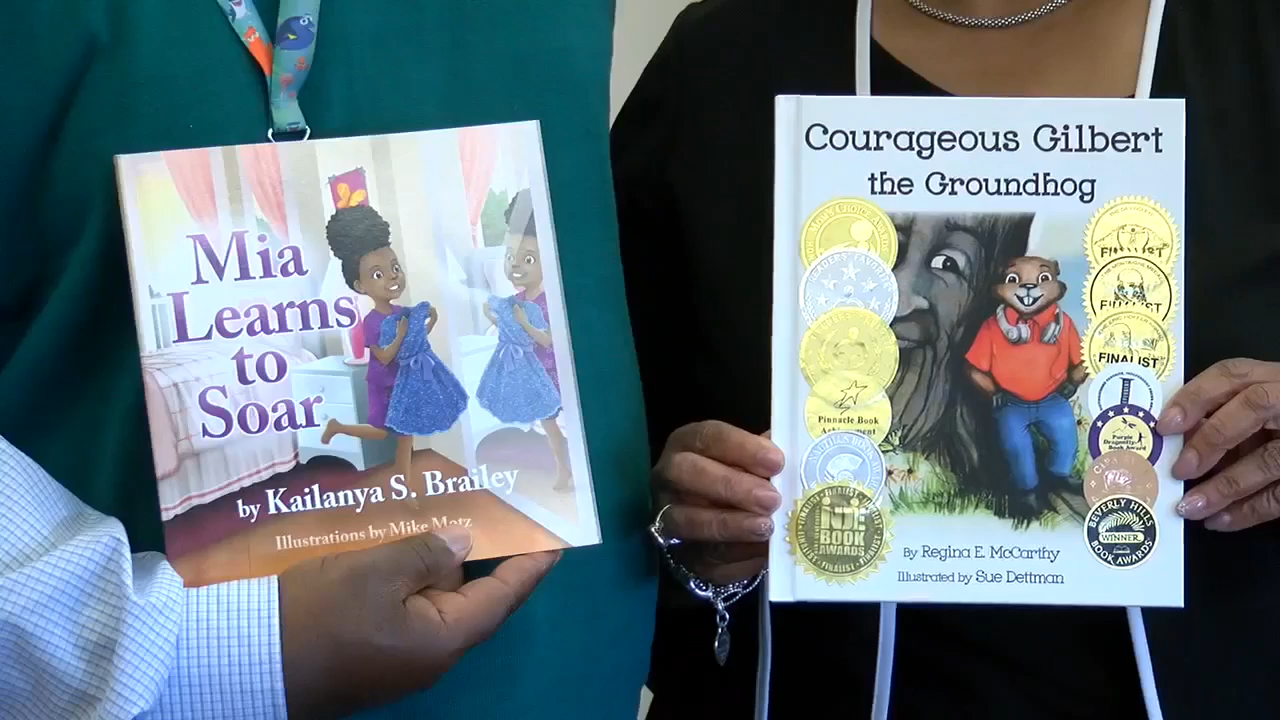 Mia
Learns
to
Soar
by Kailanya S. Brailey
Illustrations by Mike Motz
Courageous Gilbert
the Groundhog
FINALIST
FINALIST
FINALIST
Pinnacle Book
Achievement
Purple
Dragonfly
Book Award
FINALIST
BOOK
AWARDS
BEVERLY HILLS
WINNER
BOOK AWARDS
By Regina E. McCarthy
Illustrated by Sue Dettman